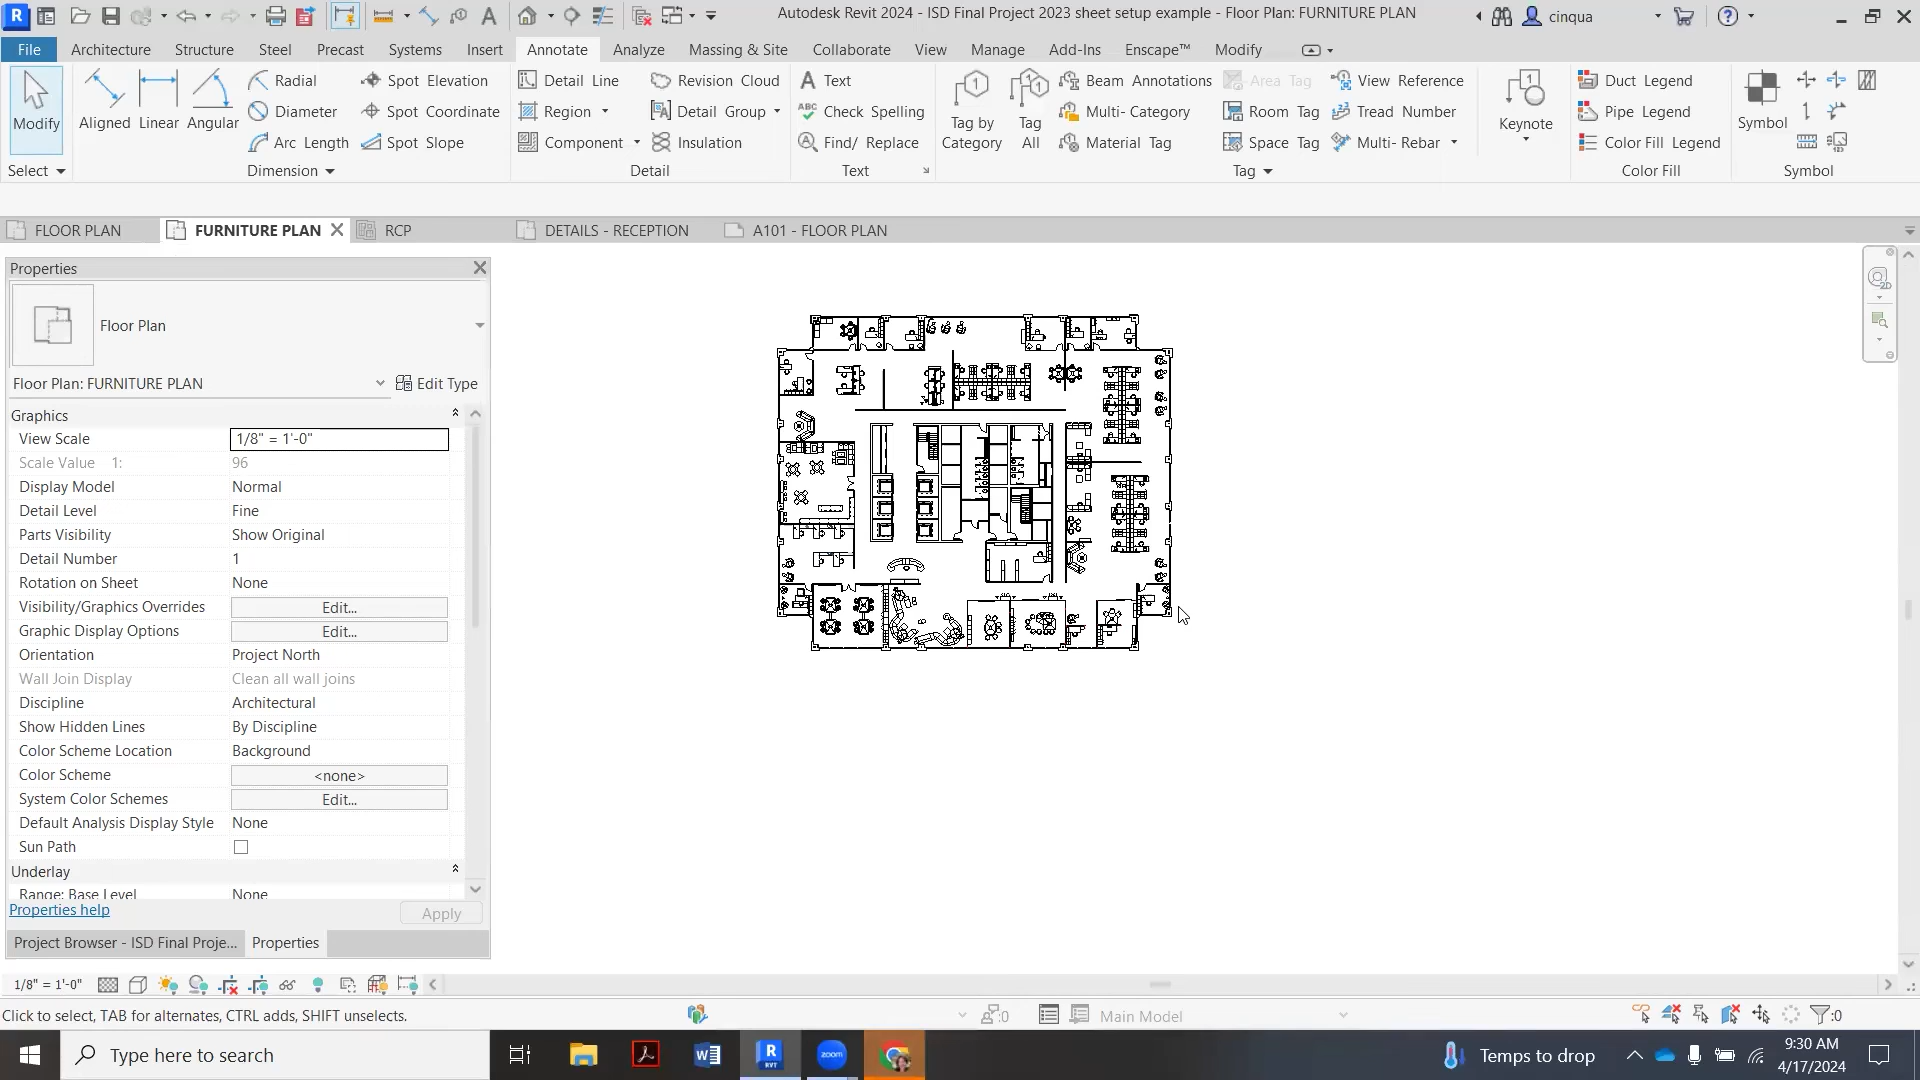 Autodesk Revit 2024 - ISD Final Project 2023 sheet setup example - Floor Plan: FURNITURE PLAN
cinqua
File Architecture Structure Steel Precast Systems Insert Annotate Analyze Massing & Site Collaborate View Manage Add-Ins Enscape™ Modify
Modify
Select
Aligned
Linear
Angular
Radial
Diameter
Arc Length
Spot Elevation
Spot Coordinate
Spot Slope
Dimension
Detail Line
Region
Component
Revision Cloud
Detail Group
Insulation
Detail
Text
Check Spelling
Find/ Replace
Text
Tag by
Category
Tag
All
Beam Annotations
Multi- Category
Material Tag
Area Tag
Room Tag
Space Tag
View Reference
Tread Number
Multi- Rebar
Tag
Keynote
Duct Legend
Pipe Legend
Color Fill Legend
Color Fill
Symbol
Symbol
FLOOR PLAN
FURNITURE PLAN
RCP
DETAILS - RECEPTION
A101 - FLOOR PLAN
Properties
Floor Plan
Floor Plan: FURNITURE PLAN Edit Type
Graphics
View Scale 1/8" = 1'-0"
Scale Value 1: 96
Display Model Normal
Detail Level Fine
Parts Visibility Show Original
Detail Number 1
Rotation on Sheet None
Visibility/Graphics Overrides Edit...
Graphic Display Options Edit...
Orientation Project North
Wall Join Display Clean all wall joins
Discipline Architectural
Show Hidden Lines By Discipline
Color Scheme Location Background
Color Scheme <none>
System Color Schemes Edit...
Default Analysis Display Style None
Sun Path
Underlay
Range: Base Level None
Properties help Apply
Project Browser - ISD Final Proje... Properties
1/8" = 1'-0"
Click to select, TAB for alternates, CTRL adds, SHIFT unselects.
:0
Main Model
:0
Type here to search
zoom
Temps to drop
9:30 AM
4/17/2024